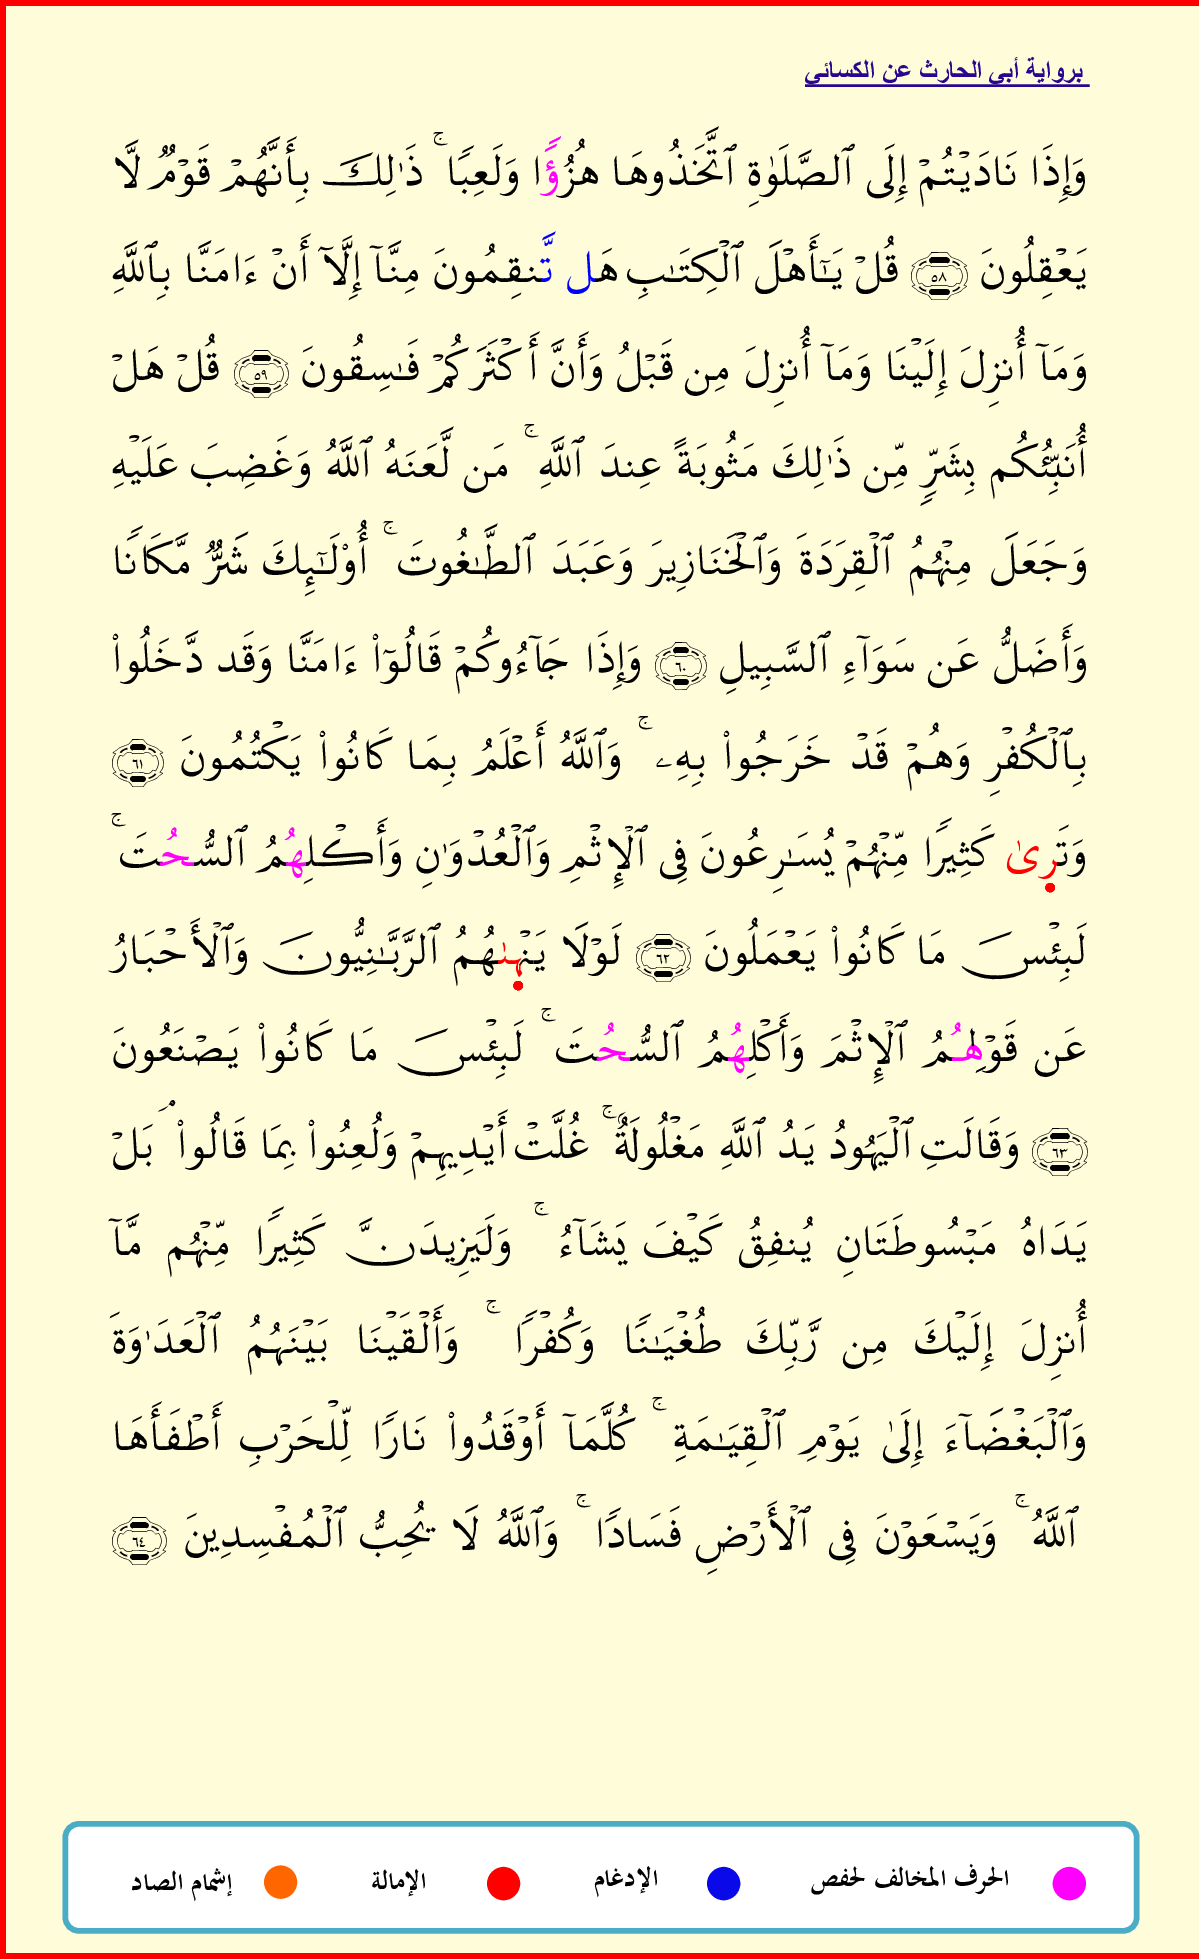 برواية أبي الحارث عن الكسائي
وَإِذَا نَادَيْتُمْ إِلَى ٱلصَّلَوٰةِ ٱتَّخَذُوهَا هُزُؤًا وَلَعِبًا ۚ ذَٰلِكَ بِأَنَّهُمْ قَوْمٌ لَّا
يَعْقِلُونَ ٥٨ قُلْ يَـٰٓأَهْلَ ٱلْكِتَـٰبِ هَل تَّنقِمُونَ مِنَّآ إِلَّآ أَنْ ءَامَنَّا بِٱللَّهِ
وَمَآ أُنزِلَ إِلَيْنَا وَمَآ أُنزِلَ مِن قَبْلُ وَأَنَّ أَكْثَرَكُمْ فَـٰسِقُونَ ٥٩ قُلْ هَلْ
أُنَبِّئُكُم بِشَرٍّ مِّن ذَٰلِكَ مَثُوبَةً عِندَ ٱللَّهِ ۚ مَن لَّعَنَهُ ٱللَّهُ وَغَضِبَ عَلَيْهِ
وَجَعَلَ مِنْهُمُ ٱلْقِرَدَةَ وَٱلْخَنَازِيرَ وَعَبَدَ ٱلطَّـٰغُوتَ ۚ أُو۟لَـٰٓئِكَ شَرٌّ مَّكَانًا
وَأَضَلُّ عَن سَوَآءِ ٱلسَّبِيلِ ٦٠ وَإِذَا جَآءُوكُمْ قَالُوٓا۟ ءَامَنَّا وَقَد دَّخَلُوا۟
بِٱلْكُفْرِ وَهُمْ قَدْ خَرَجُوا۟ بِهِۦ ۚ وَٱللَّهُ أَعْلَمُ بِمَا كَانُوا۟ يَكْتُمُونَ ٦١
وَتَرِىٰ كَثِيرًا مِّنْهُمْ يُسَـٰرِعُونَ فِى ٱلْإِثْمِ وَٱلْعُدْوَٰنِ وَأَكْلِهُمُ ٱلسُّحُتَ ۚ
لَبِئْسَ مَا كَانُوا۟ يَعْمَلُونَ ٦٢ لَوْلَا يَنْهِىٰهُمُ ٱلرَّبَّـٰنِيُّونَ وَٱلْأَحْبَارُ
عَن قَوْلِهُمُ ٱلْإِثْمَ وَأَكْلِهُمُ ٱلسُّحُتَ ۚ لَبِئْسَ مَا كَانُوا۟ يَصْنَعُونَ
٦٣ وَقَالَتِ ٱلْيَهُودُ يَدُ ٱللَّهِ مَغْلُولَةٌ ۚ غُلَّتْ أَيْدِيهِمْ وَلُعِنُوا۟ بِمَا قَالُوا۟ ۘ بَلْ
يَدَاهُ مَبْسُوطَتَانِ يُنفِقُ كَيْفَ يَشَآءُ ۚ وَلَيَزِيدَنَّ كَثِيرًا مِّنْهُم مَّآ
أُنزِلَ إِلَيْكَ مِن رَّبِّكَ طُغْيَـٰنًا وَكُفْرًا ۚ وَأَلْقَيْنَا بَيْنَهُمُ ٱلْعَدَٰوَةَ
وَٱلْبَغْضَآءَ إِلَىٰ يَوْمِ ٱلْقِيَـٰمَةِ ۚ كُلَّمَآ أَوْقَدُوا۟ نَارًا لِّلْحَرْبِ أَطْفَأَهَا
ٱللَّهُ ۚ وَيَسْعَوْنَ فِى ٱلْأَرْضِ فَسَادًا ۚ وَٱللَّهُ لَا يُحِبُّ ٱلْمُفْسِدِينَ ٦٤
الحرف المخالف لحفص الإدغام الإمالة إشمام الصاد